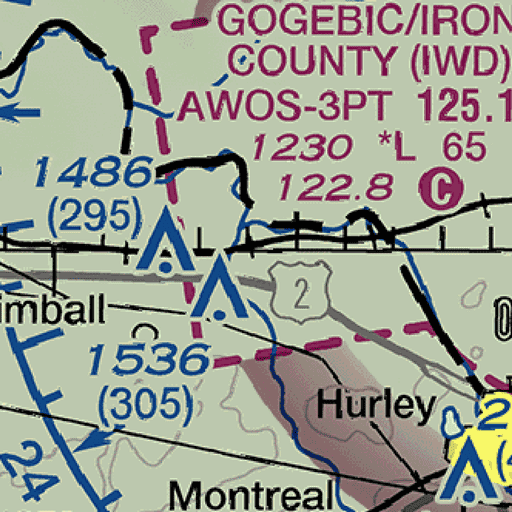 GOGEBIC/IRON
COUNTY (IWD)
AWOS-3PT 125.1
1230 *L 65
122.8 C
1486
(295)
2
imball
1536
(305)
Hurley
24
Montreal